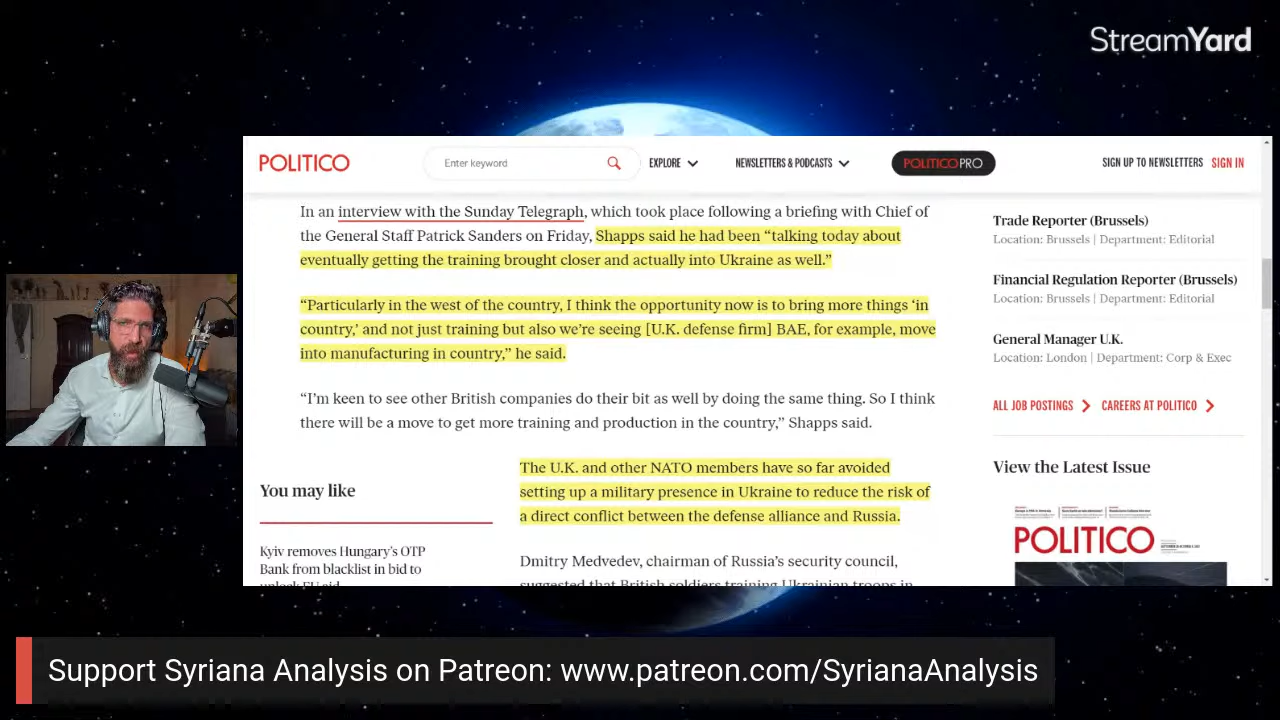 StreamYard
POLITICO
Enter keyword
EXPLORE
NEWSLETTERS & PODCASTS
POLITICO PRO
SIGN UP TO NEWSLETTERS
SIGN IN
In an interview with the Sunday Telegraph, which took place following a briefing with Chief of
the General Staff Patrick Sanders on Friday, Shapps said he had been “talking today about
eventually getting the training brought closer and actually into Ukraine as well.”
“Particularly in the west of the country, I think the opportunity now is to bring more things ‘in
country,’ and not just training but also we’re seeing [U.K. defense firm] BAE, for example, move
into manufacturing in country,” he said.
“I’m keen to see other British companies do their bit as well by doing the same thing. So I think
there will be a move to get more training and production in the country,” Shapps said.
The U.K. and other NATO members have so far avoided
setting up a military presence in Ukraine to reduce the risk of
a direct conflict between the defense alliance and Russia.
Dmitry Medvedev, chairman of Russia’s security council,
suggested that British soldiers training Ukrainian troops in
You may like
Kyiv removes Hungary’s OTP
Bank from blacklist in bid to
unlock EU aid
Trade Reporter (Brussels)
Location: Brussels | Department: Editorial
Financial Regulation Reporter (Brussels)
Location: Brussels | Department: Editorial
General Manager U.K.
Location: London | Department: Corp & Exec
ALL JOB POSTINGS
CAREERS AT POLITICO
View the Latest Issue
POLITICO
Support Syriana Analysis on Patreon: www.patreon.com/SyrianaAnalysis